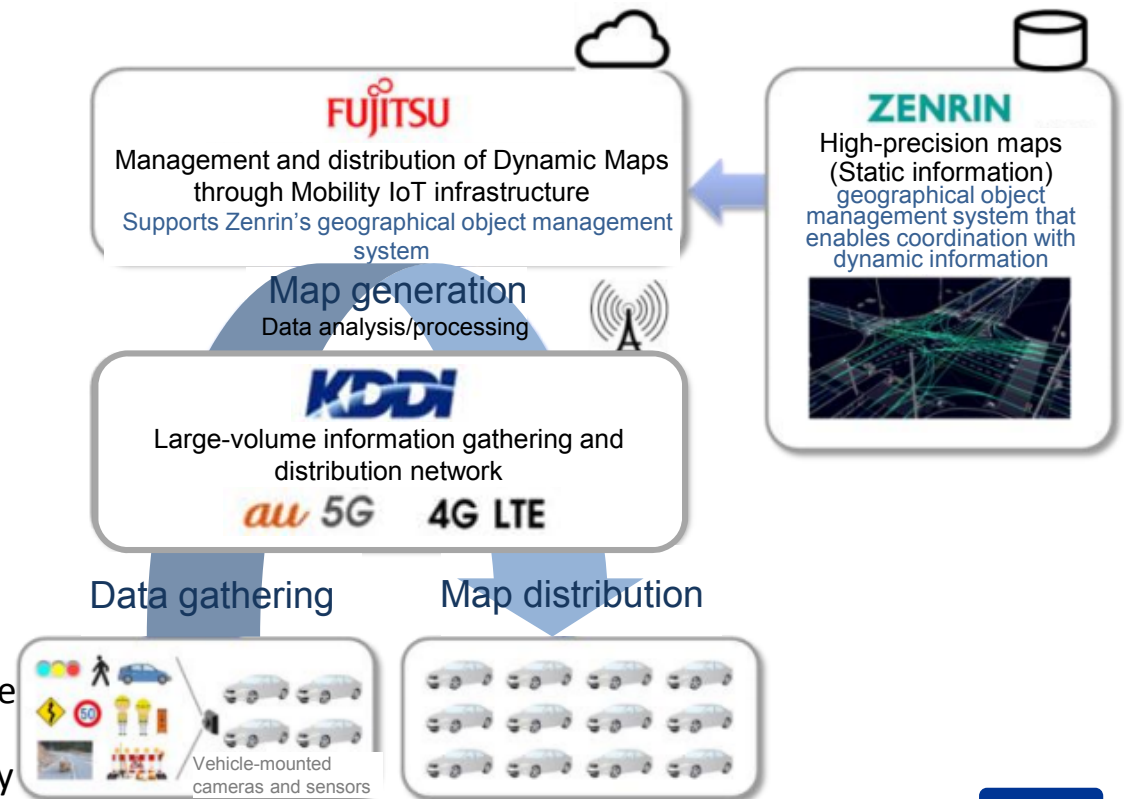 FUJITSU
Management and distribution of Dynamic Maps
through Mobility IoT infrastructure
Supports Zenrin's geographical object management
system
ZENRIN
High-precision maps
(Static information)
geographical object
management system that
enables coordination with
dynamic information
Map generation
Data analysis/processing
KDDI
Large-volume information gathering and
distribution network
au 5G 4G LTE
Data gathering
Map distribution
50
e
y
Vehicle-mounted
cameras and sensors